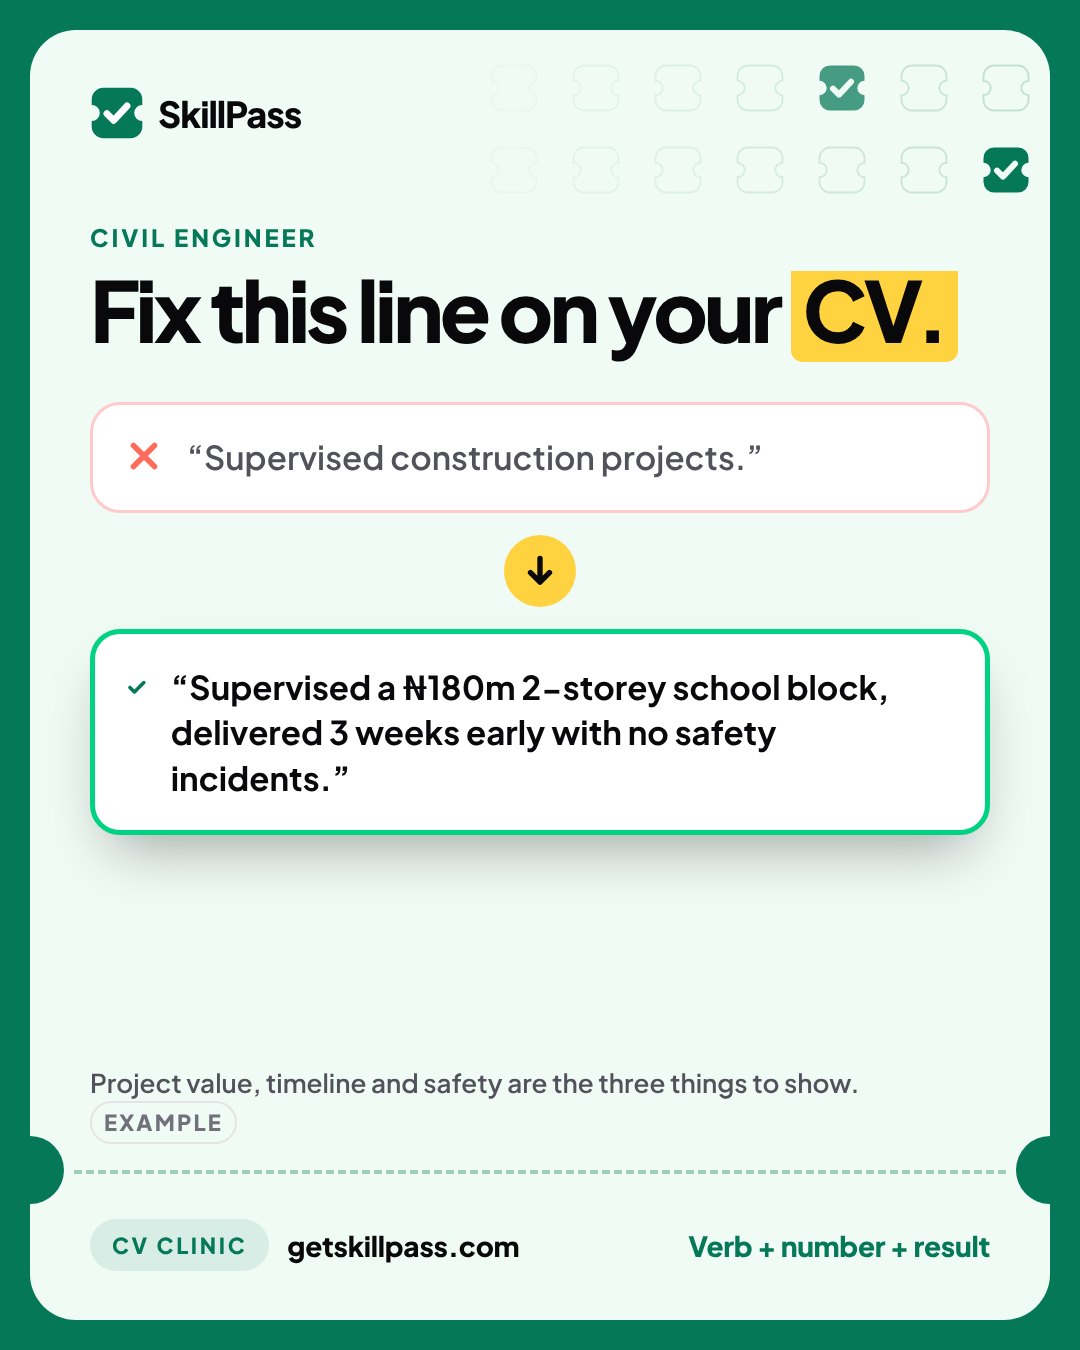 SkillPass
CIVIL ENGINEER
Fix this line on your CV.
“Supervised construction projects.”
“Supervised a ₦180m 2-storey school block,
delivered 3 weeks early with no safety
incidents.”
Project value, timeline and safety are the three things to show.
EXAMPLE
CV CLINIC getskillpass.com Verb + number + result